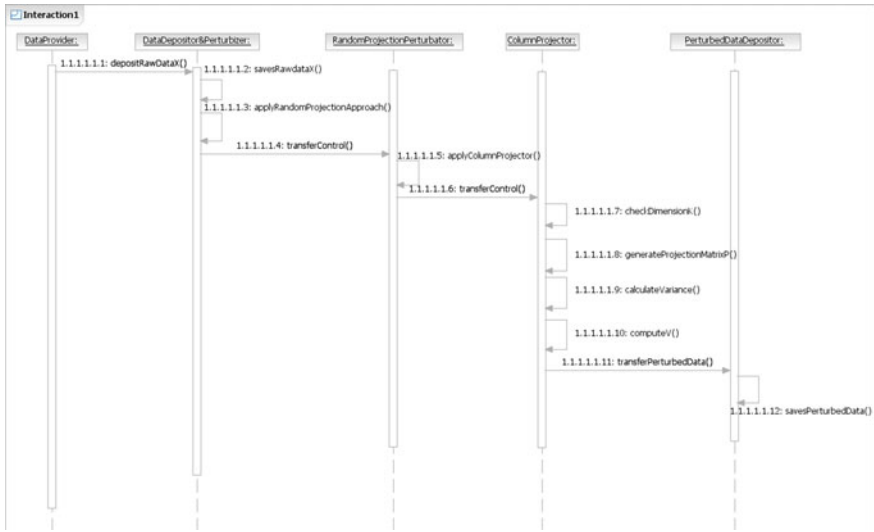 Interaction1
DataProvider:
DataDepositor&Perturbizer:
RandomProjectionPerturbator:
ColumnProjector:
PerturbedDataDepositor:
1.1.1.1.1.1: depositRawDataX()
1.1.1.1.1.2: savesRawdataX()
1.1.1.1.1.3: applyRandomProjectionApproach()
1.1.1.1.1.4: transferControl()
1.1.1.1.1.5: applyColumnProjector()
1.1.1.1.1.6: transferControl()
1.1.1.1.1.7: checkDimensionK()
1.1.1.1.1.8: generateProjectionMatrixP()
1.1.1.1.1.9: calculateVariance()
1.1.1.1.1.10: computeV()
1.1.1.1.1.11: transferPerturbedData()
1.1.1.1.1.12: savesPerturbedData()